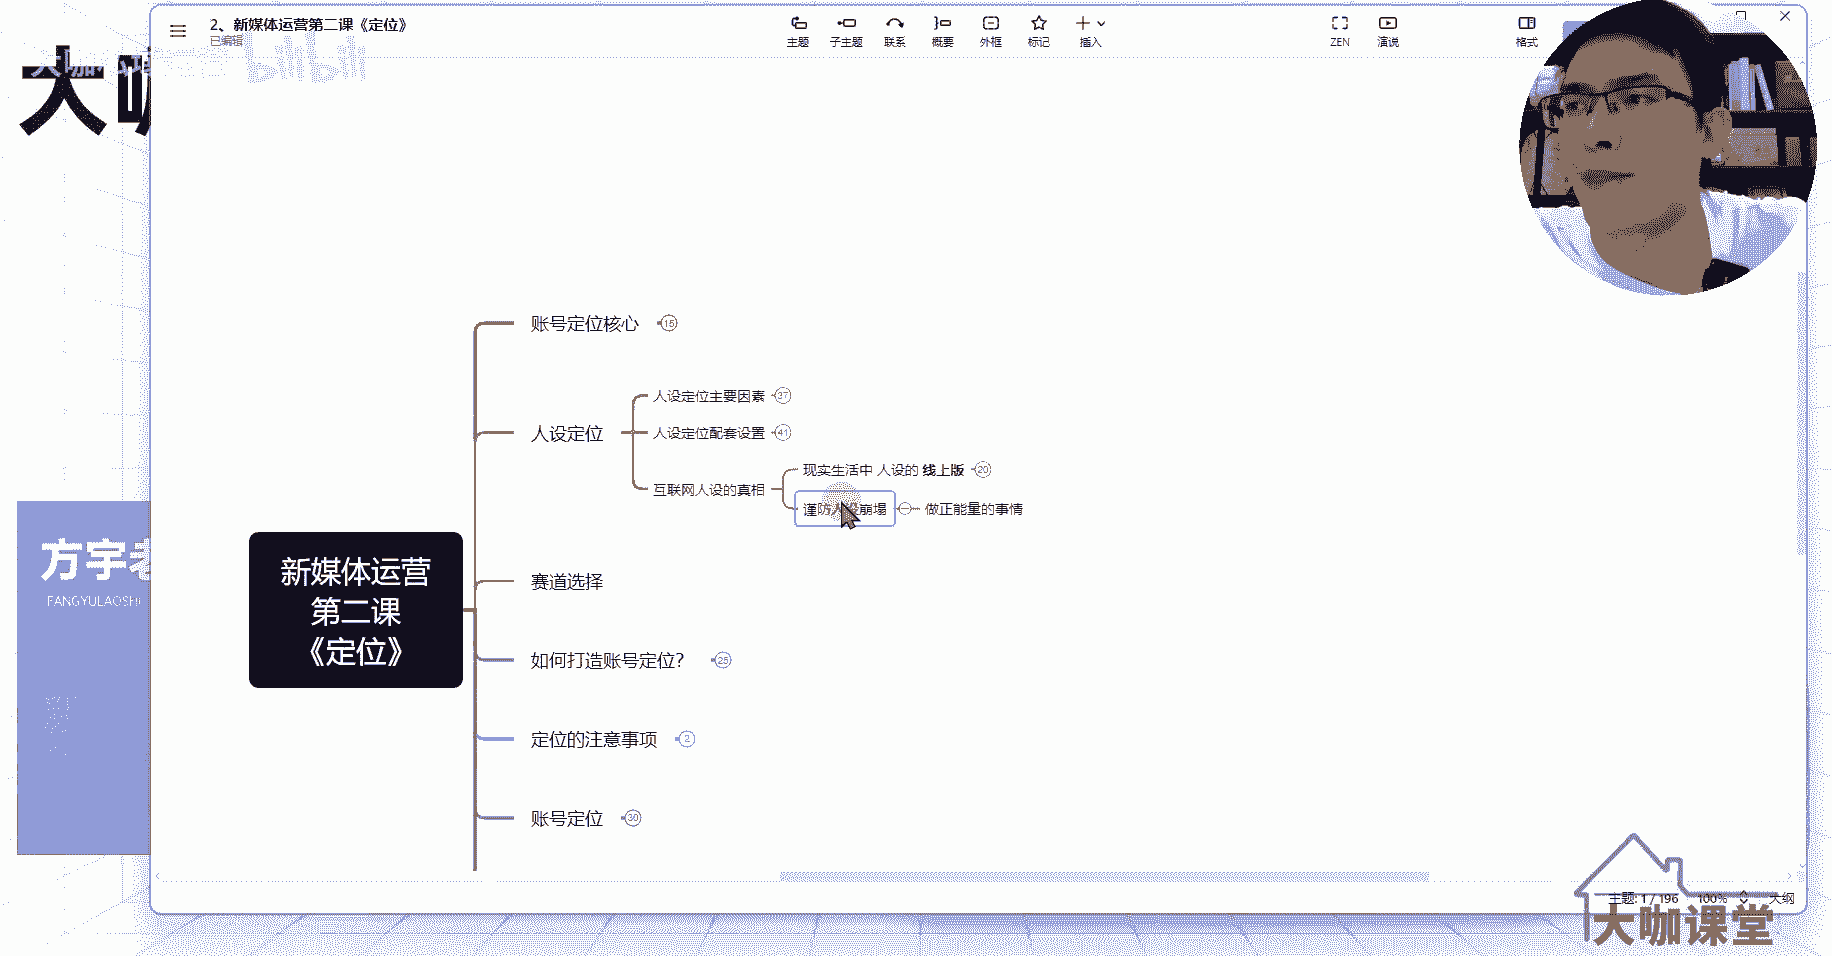 2、新媒体运营第二课《定位》
已编辑
主题
子主题
联系
概要
外框
标记
插入
ZEN
演说
格式
bilibili
大咖
账号定位核心
15
人设定位
人设定位主要因素
37
人设定位配套设置
41
互联网人设的真相
现实生活中 人设的 线上版
20
谨防人设崩塌
做正能量的事情
赛道选择
如何打造账号定位？
25
定位的注意事项
2
账号定位
30
新媒体运营
第二课
《定位》
方宇老
FANGYULAOSHI
主题: 1 / 196
100%
大纲
大咖课堂